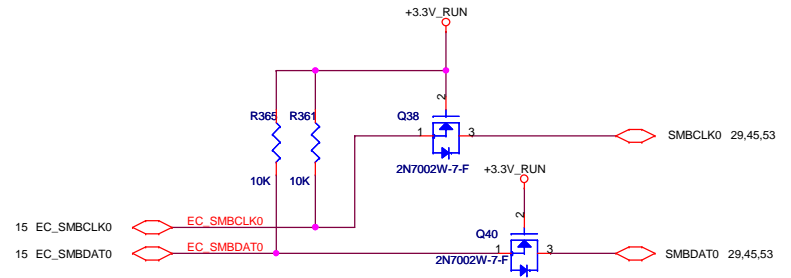 +3.3V_RUN
R365
R361
2
Q38
1
3
SMBCLK0 29,45,53
10K
10K
2N7002W-7-F
+3.3V_RUN
2
15 EC_SMBCLK0
EC_SMBCLK0
Q40
15 EC_SMBDAT0
EC_SMBDAT0
1
3
SMBDAT0 29,45,53
2N7002W-7-F